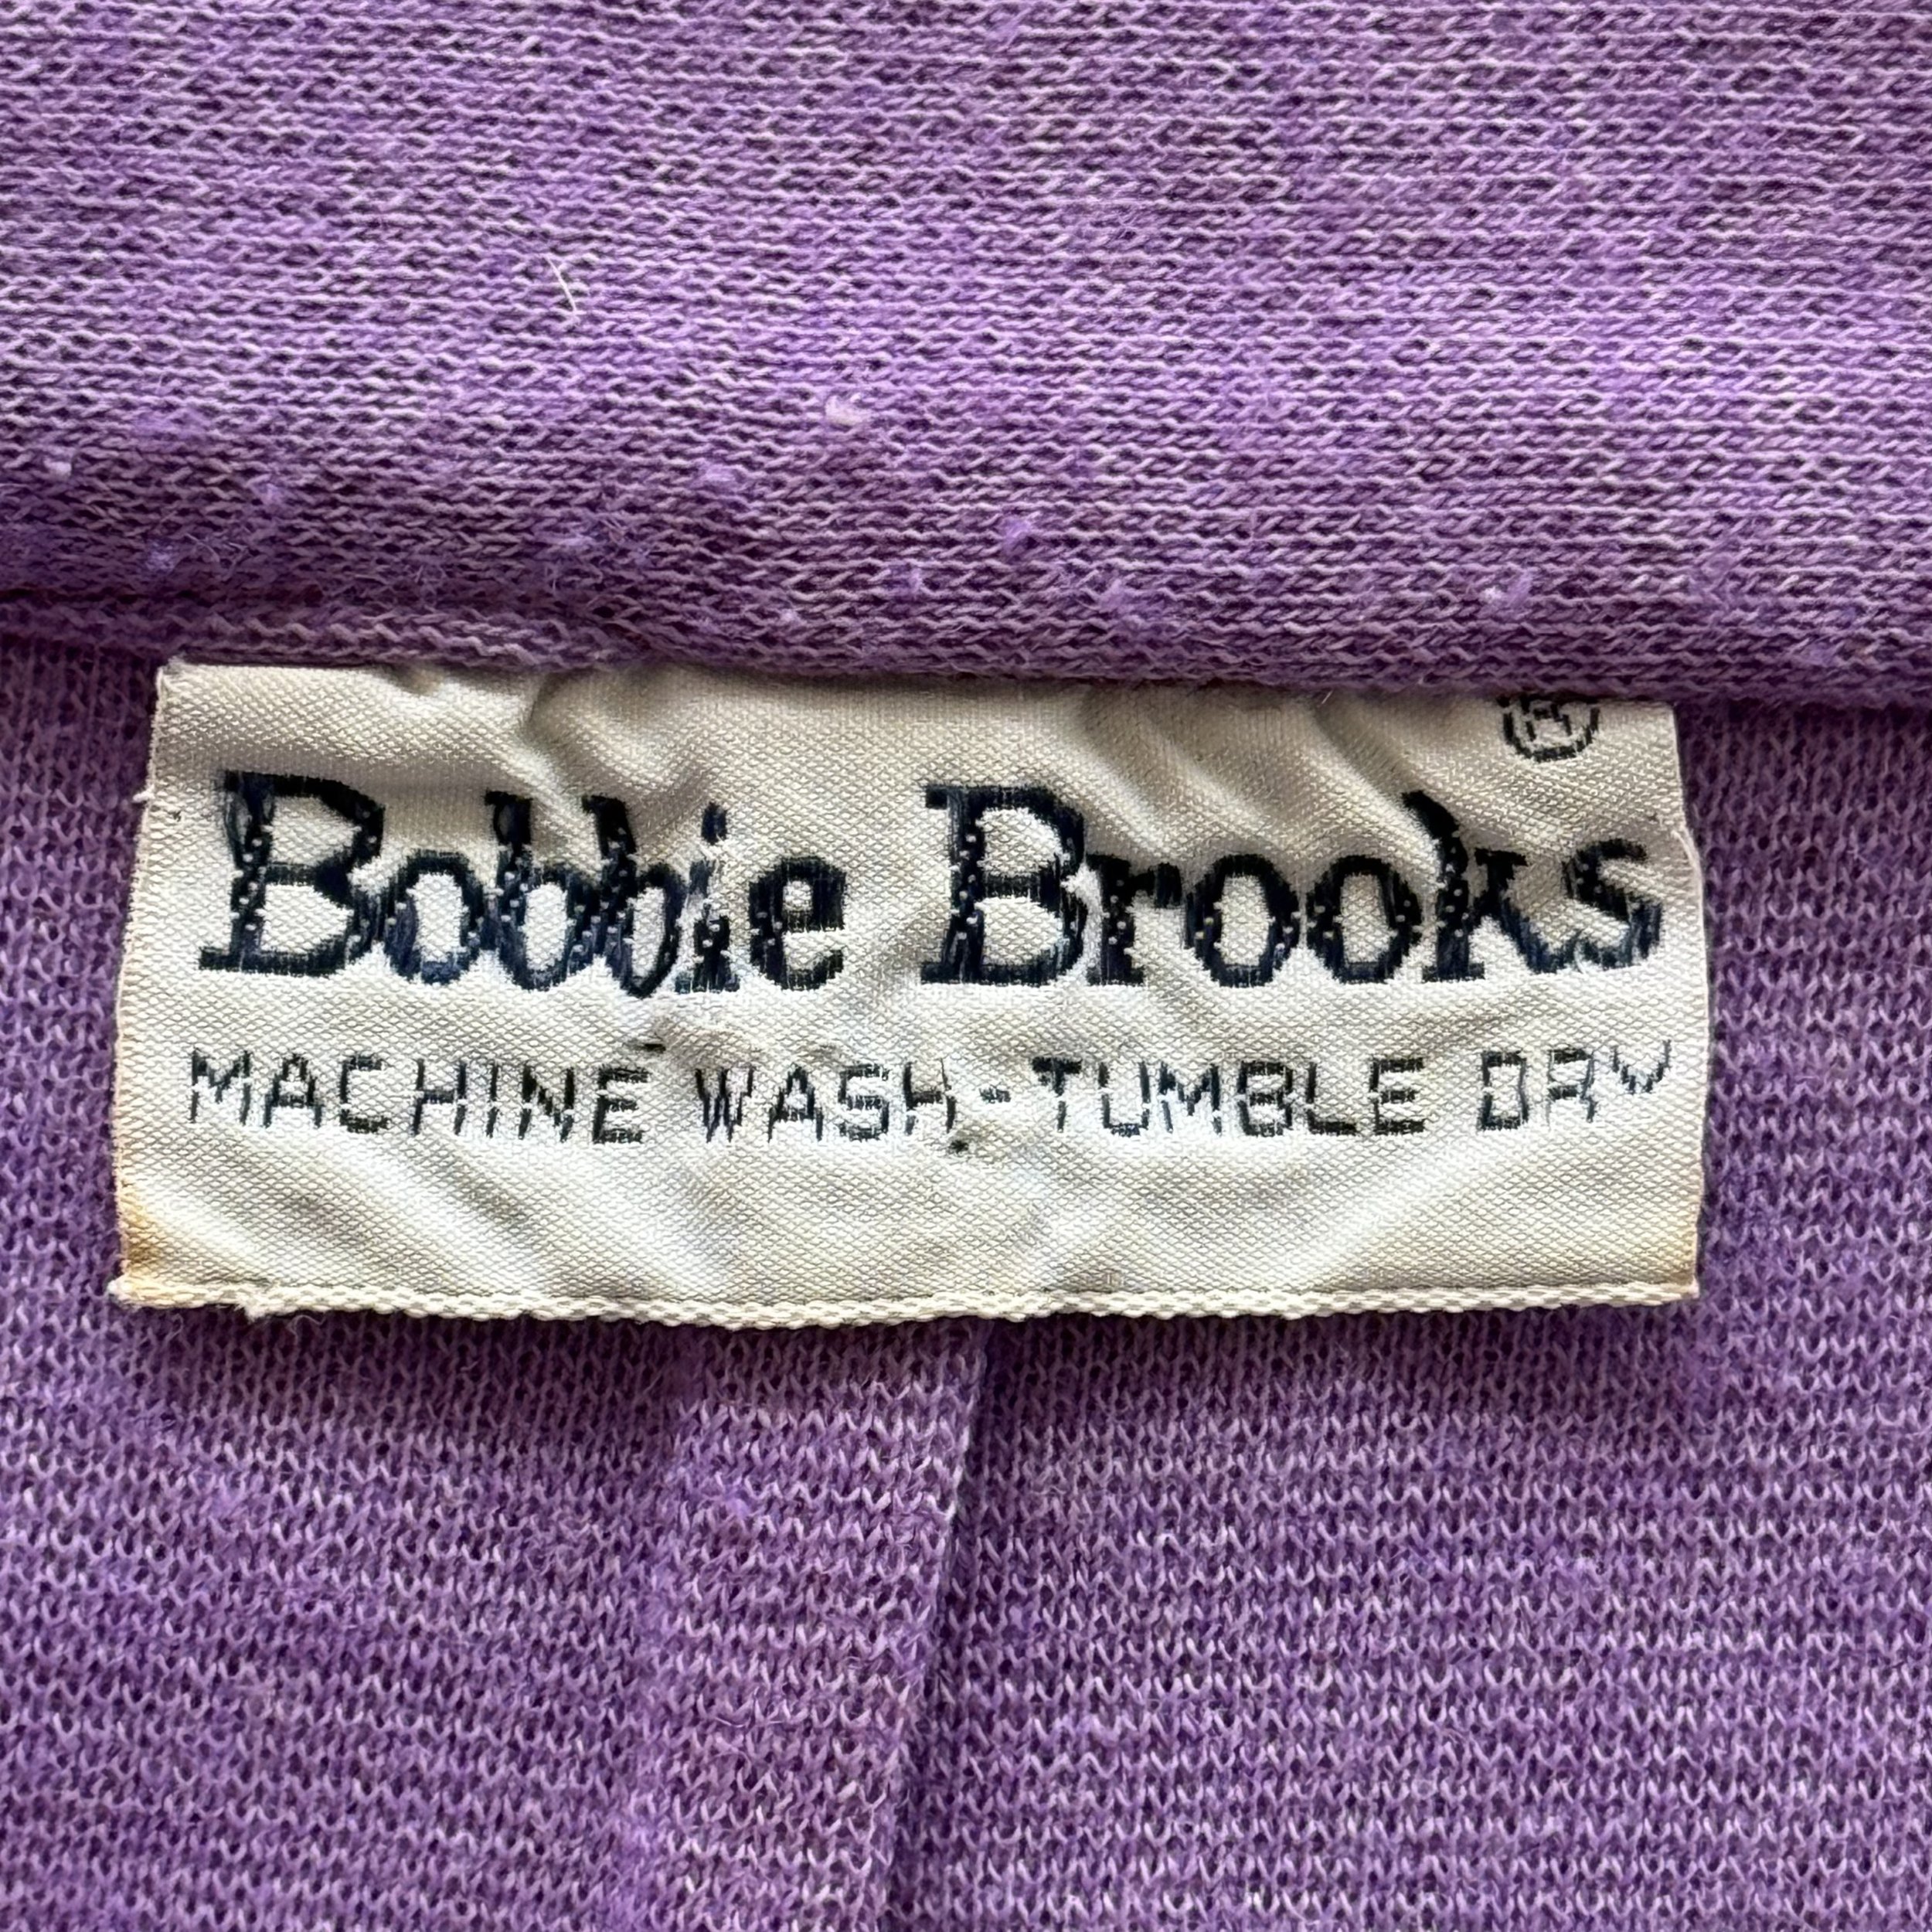 ®
Bobbie Brooks
MACHINE WASH-TUMBLE DRY